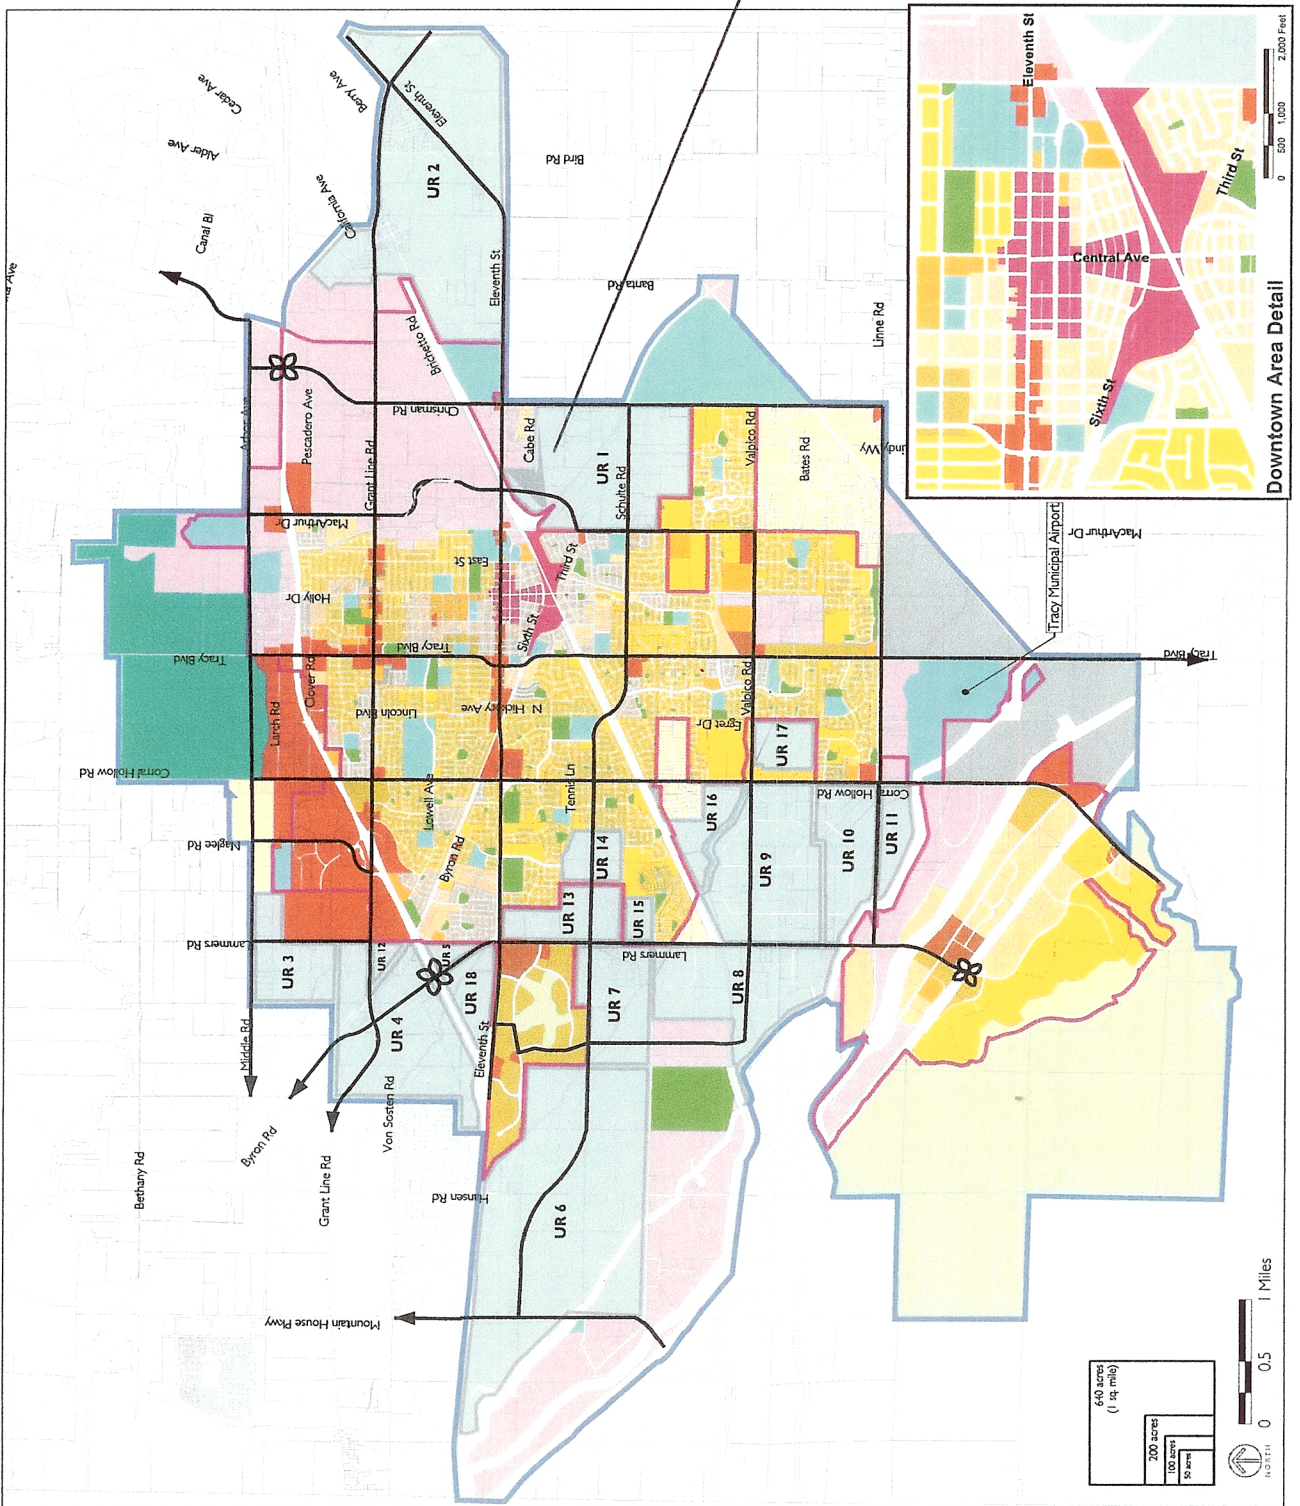 Cedar Ave
Alder Ave
Canal Bl
Berry Ave
Eleventh St
California Ave
UR 2
Bird Rd
Eleventh St
Banta Rd
Linne Rd
Brichetto Rd
Chrisman Rd
Pescadero Ave
Grant Line Rd
Cabe Rd
UR 1
Schulte Rd
Valpico Rd
Bates Rd
MacArthur Dr
East St
Third St
Holly Dr
Sixth St
Tracy Blvd
Tracy Blvd
Tracy Blvd
MacArthur Dr
Tracy Municipal Airport
Larch Rd
Clover Rd
Lincoln Blvd
Egret Dr
Valpico Rd
UR 17
Corral Hollow Rd
Lowell Ave
Tennis Ln
UR 16
Corral Hollow Rd
Naglee Rd
Byron Rd
UR 14
UR 9
UR 10
UR 11
UR 13
UR 15
Lammers Rd
UR 12
UR 5
Lammers Rd
UR 3
UR 18
UR 7
UR 8
UR 4
Middle Rd
Eleventh St
Von Sosten Rd
Byron Rd
Grant Line Rd
Bethany Rd
Hansen Rd
UR 6
Mountain House Pkwy
640 acres
(1 sq. mile)
200 acres
100 acres
50 acres
NORTH
0 0.5 1 Miles
Downtown Area Detail
Eleventh St
Central Ave
Sixth St
Third St
0 500 1,000 2,000 Feet